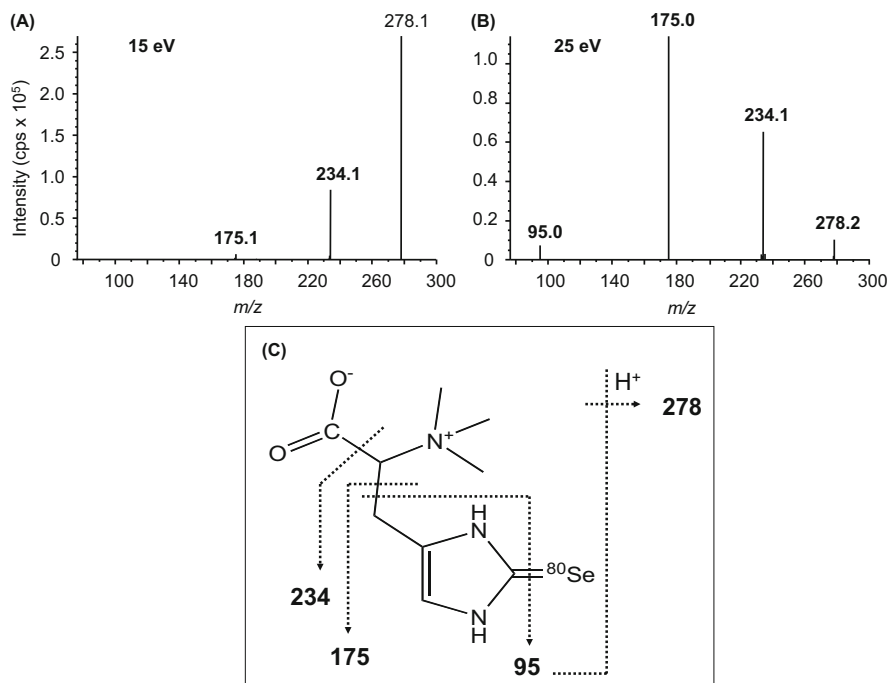 (A)
15 eV
278.1
234.1
175.1
Intensity (cps x 10⁵)
2.5
2.0
1.5
1.0
0.5
0
100 140 180 220 260 300
m/z
(B)
25 eV
175.0
234.1
278.2
95.0
1.0
0.8
0.6
0.4
0.2
0
100 140 180 220 260 300
m/z
(C)
O⁻
C
O
N⁺
H⁺
278
H
N
⁸⁰Se
N
H
234
175
95